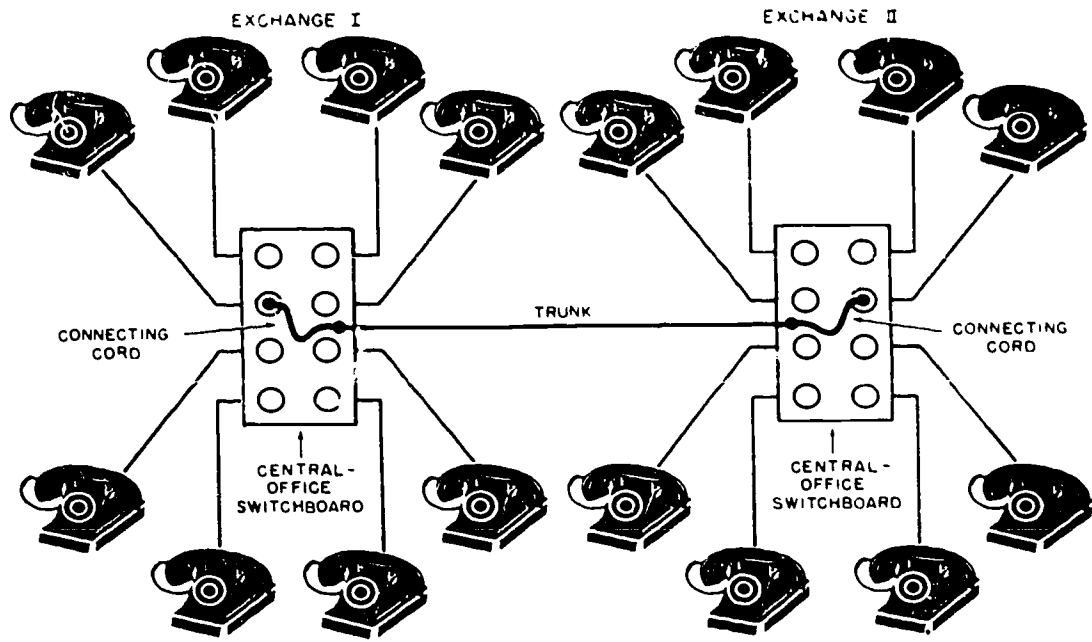 EXCHANGE I
EXCHANGE II
TRUNK
CONNECTING
CORD
CONNECTING
CORD
CENTRAL-
OFFICE
SWITCHBOARD
CENTRAL-
OFFICE
SWITCHBOARD